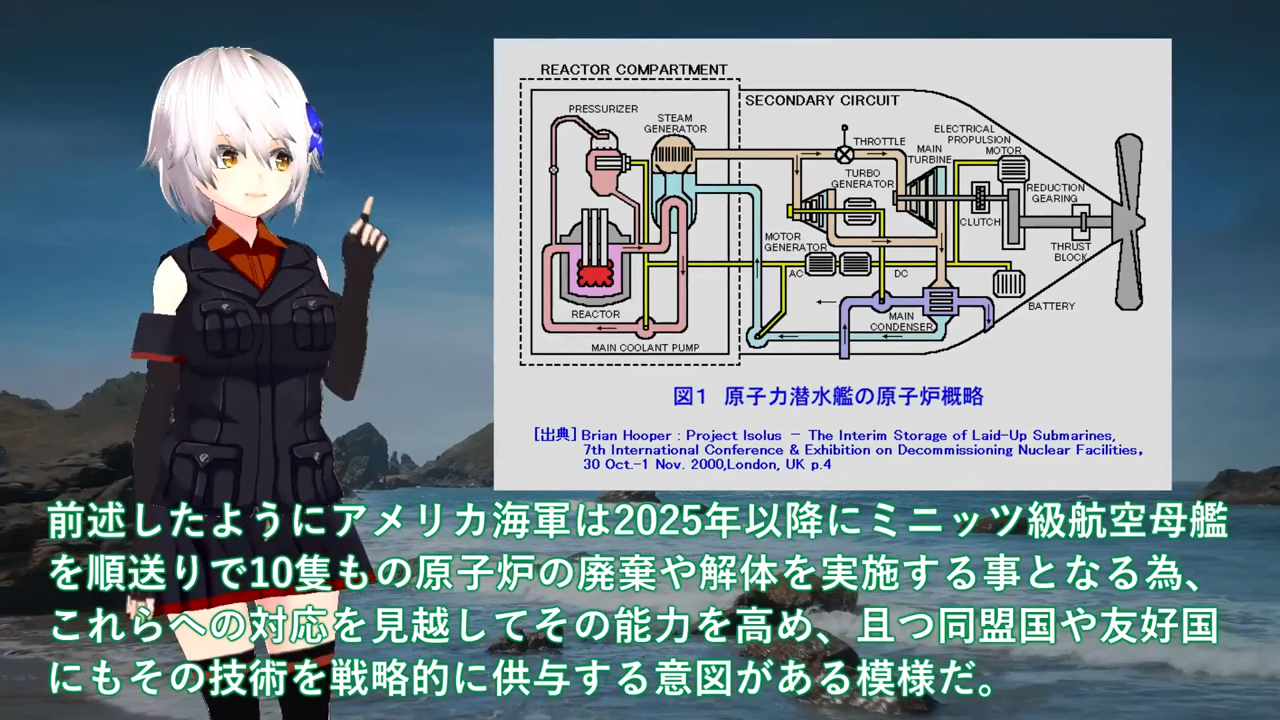 REACTOR COMPARTMENT
SECONDARY CIRCUIT
PRESSURIZER
STEAM
GENERATOR
THROTTLE
ELECTRICAL
PROPULSION
MOTOR
MAIN
TURBINE
TURBO
GENERATOR
REDUCTION
GEARING
CLUTCH
MOTOR
GENERATOR
THRUST
BLOCK
AC
DC
REACTOR
BATTERY
MAIN
CONDENSER
MAIN COOLANT PUMP
図1 原子力潜水艦の原子炉概略
[出典] Brian Hooper : Project Isolus − The Interim Storage of Laid-Up Submarines,
7th International Conference & Exhibition on Decommissioning Nuclear Facilities,
30 Oct.-1 Nov. 2000,London, UK p.4
前述したようにアメリカ海軍は2025年以降にミニッツ級航空母艦
を順送りで10隻もの原子炉の廃棄や解体を実施する事となる為、
これらへの対応を見越してその能力を高め、且つ同盟国や友好国
にもその技術を戦略的に供与する意図がある模様だ。